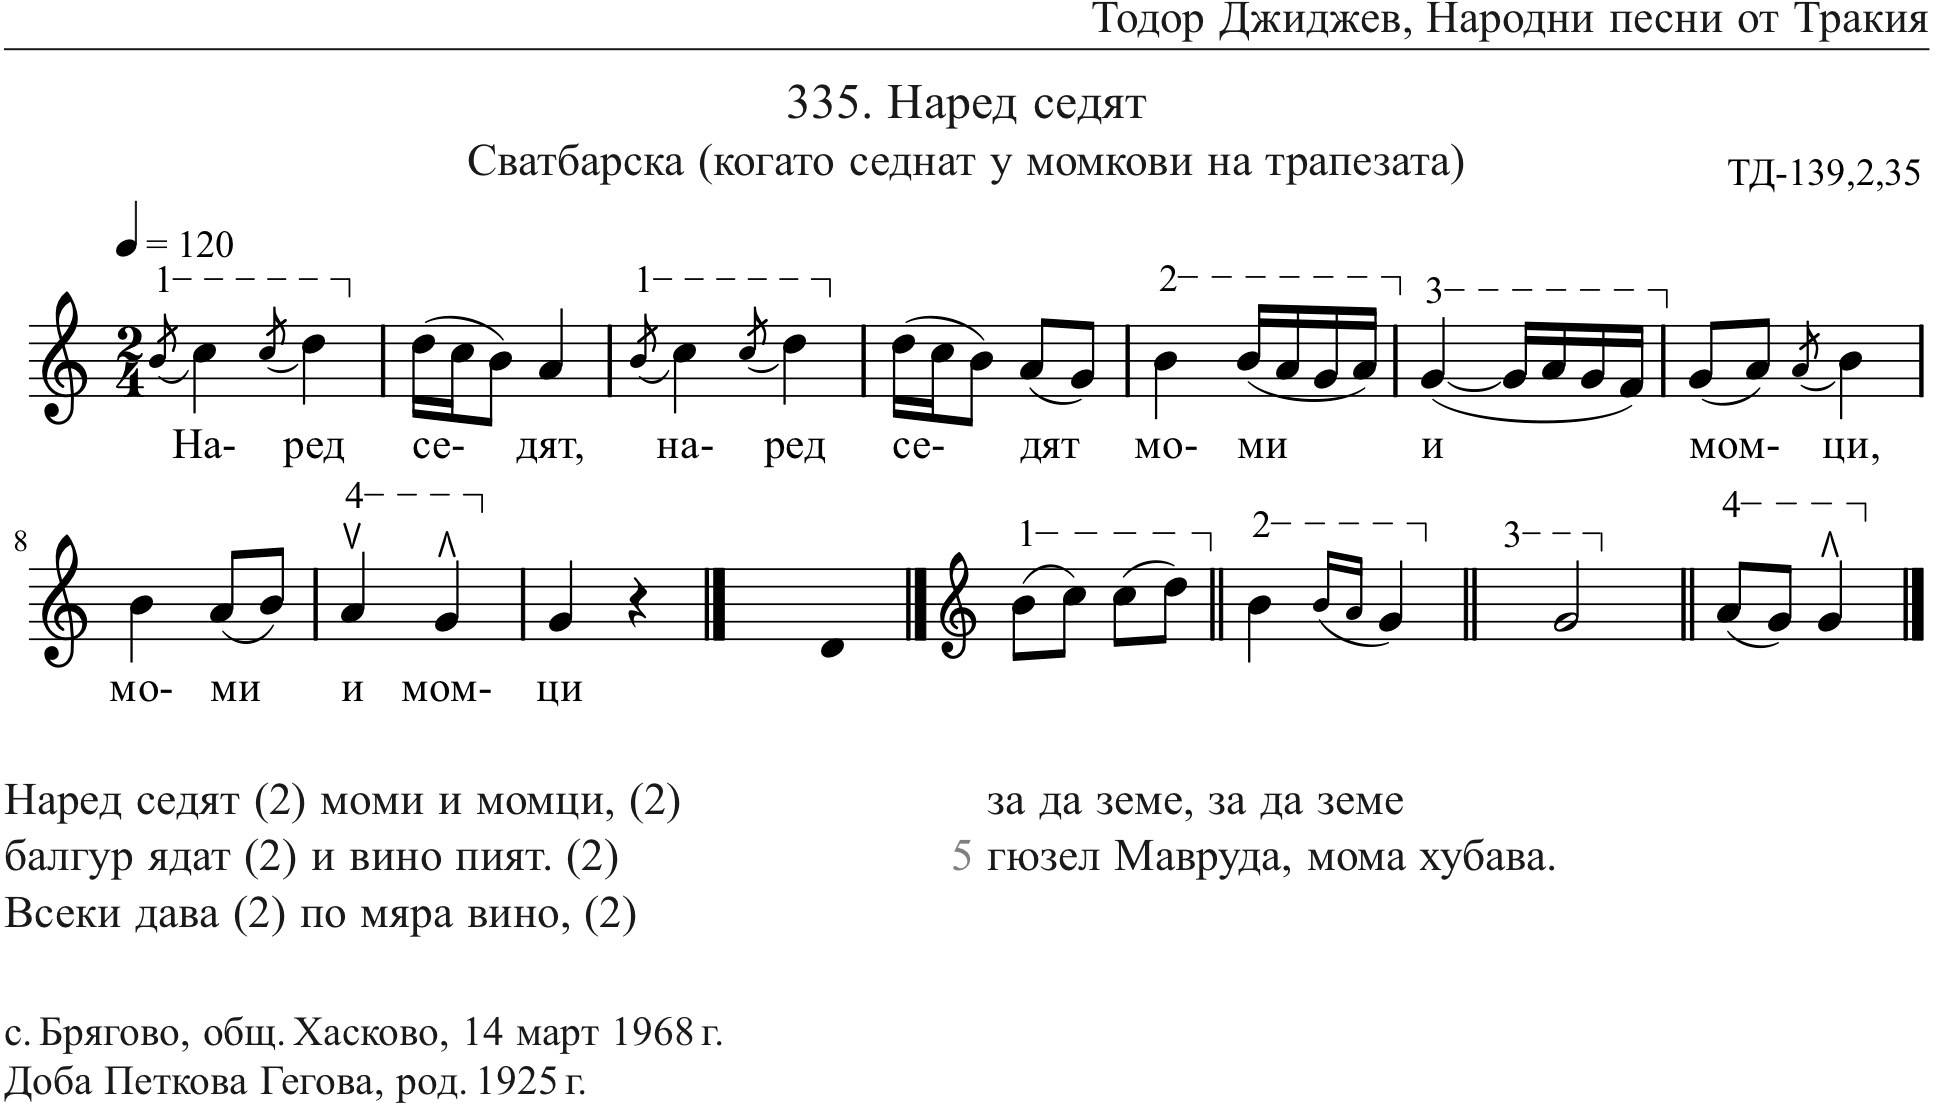 Тодор Джиджев, Народни песни от Тракия
335. Наред седят
Сватбарска (когато седнат у момкови на трапезата)
ТД-139,2,35
= 120
1 1 2 3
2
4
На- ред се- дят, на- ред се- дят мо- ми и мом- ци,
4 1 2 3 4
8
мо- ми и мом- ци
Наред седят (2) моми и момци, (2)
балгур ядат (2) и вино пият. (2)
Всеки дава (2) по мяра вино, (2)
за да земе, за да земе
5 гюзел Мавруда, мома хубава.
с. Брягово, общ. Хасково, 14 март 1968 г.
Доба Петкова Гегова, род. 1925 г.